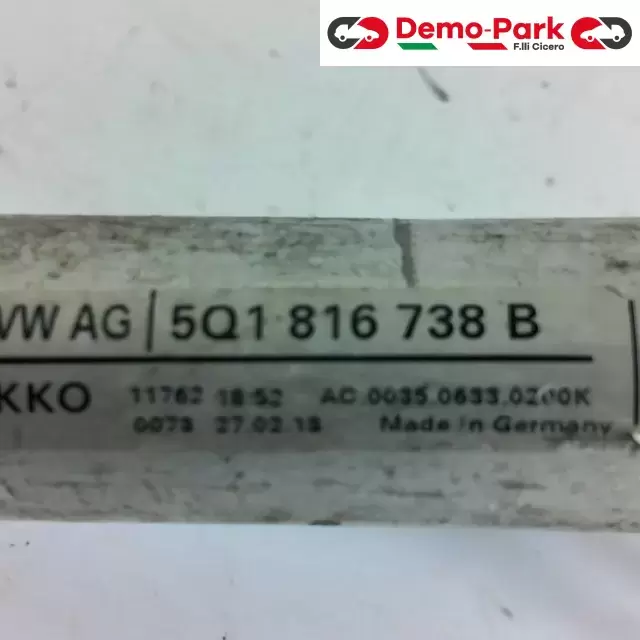 Demo-Park
F.lli Cicero
VW AG 5Q1 816 738 B
KKO 11762 18:52 AC.0035.0633.0200K
0073 27.02.13 Made in Germany